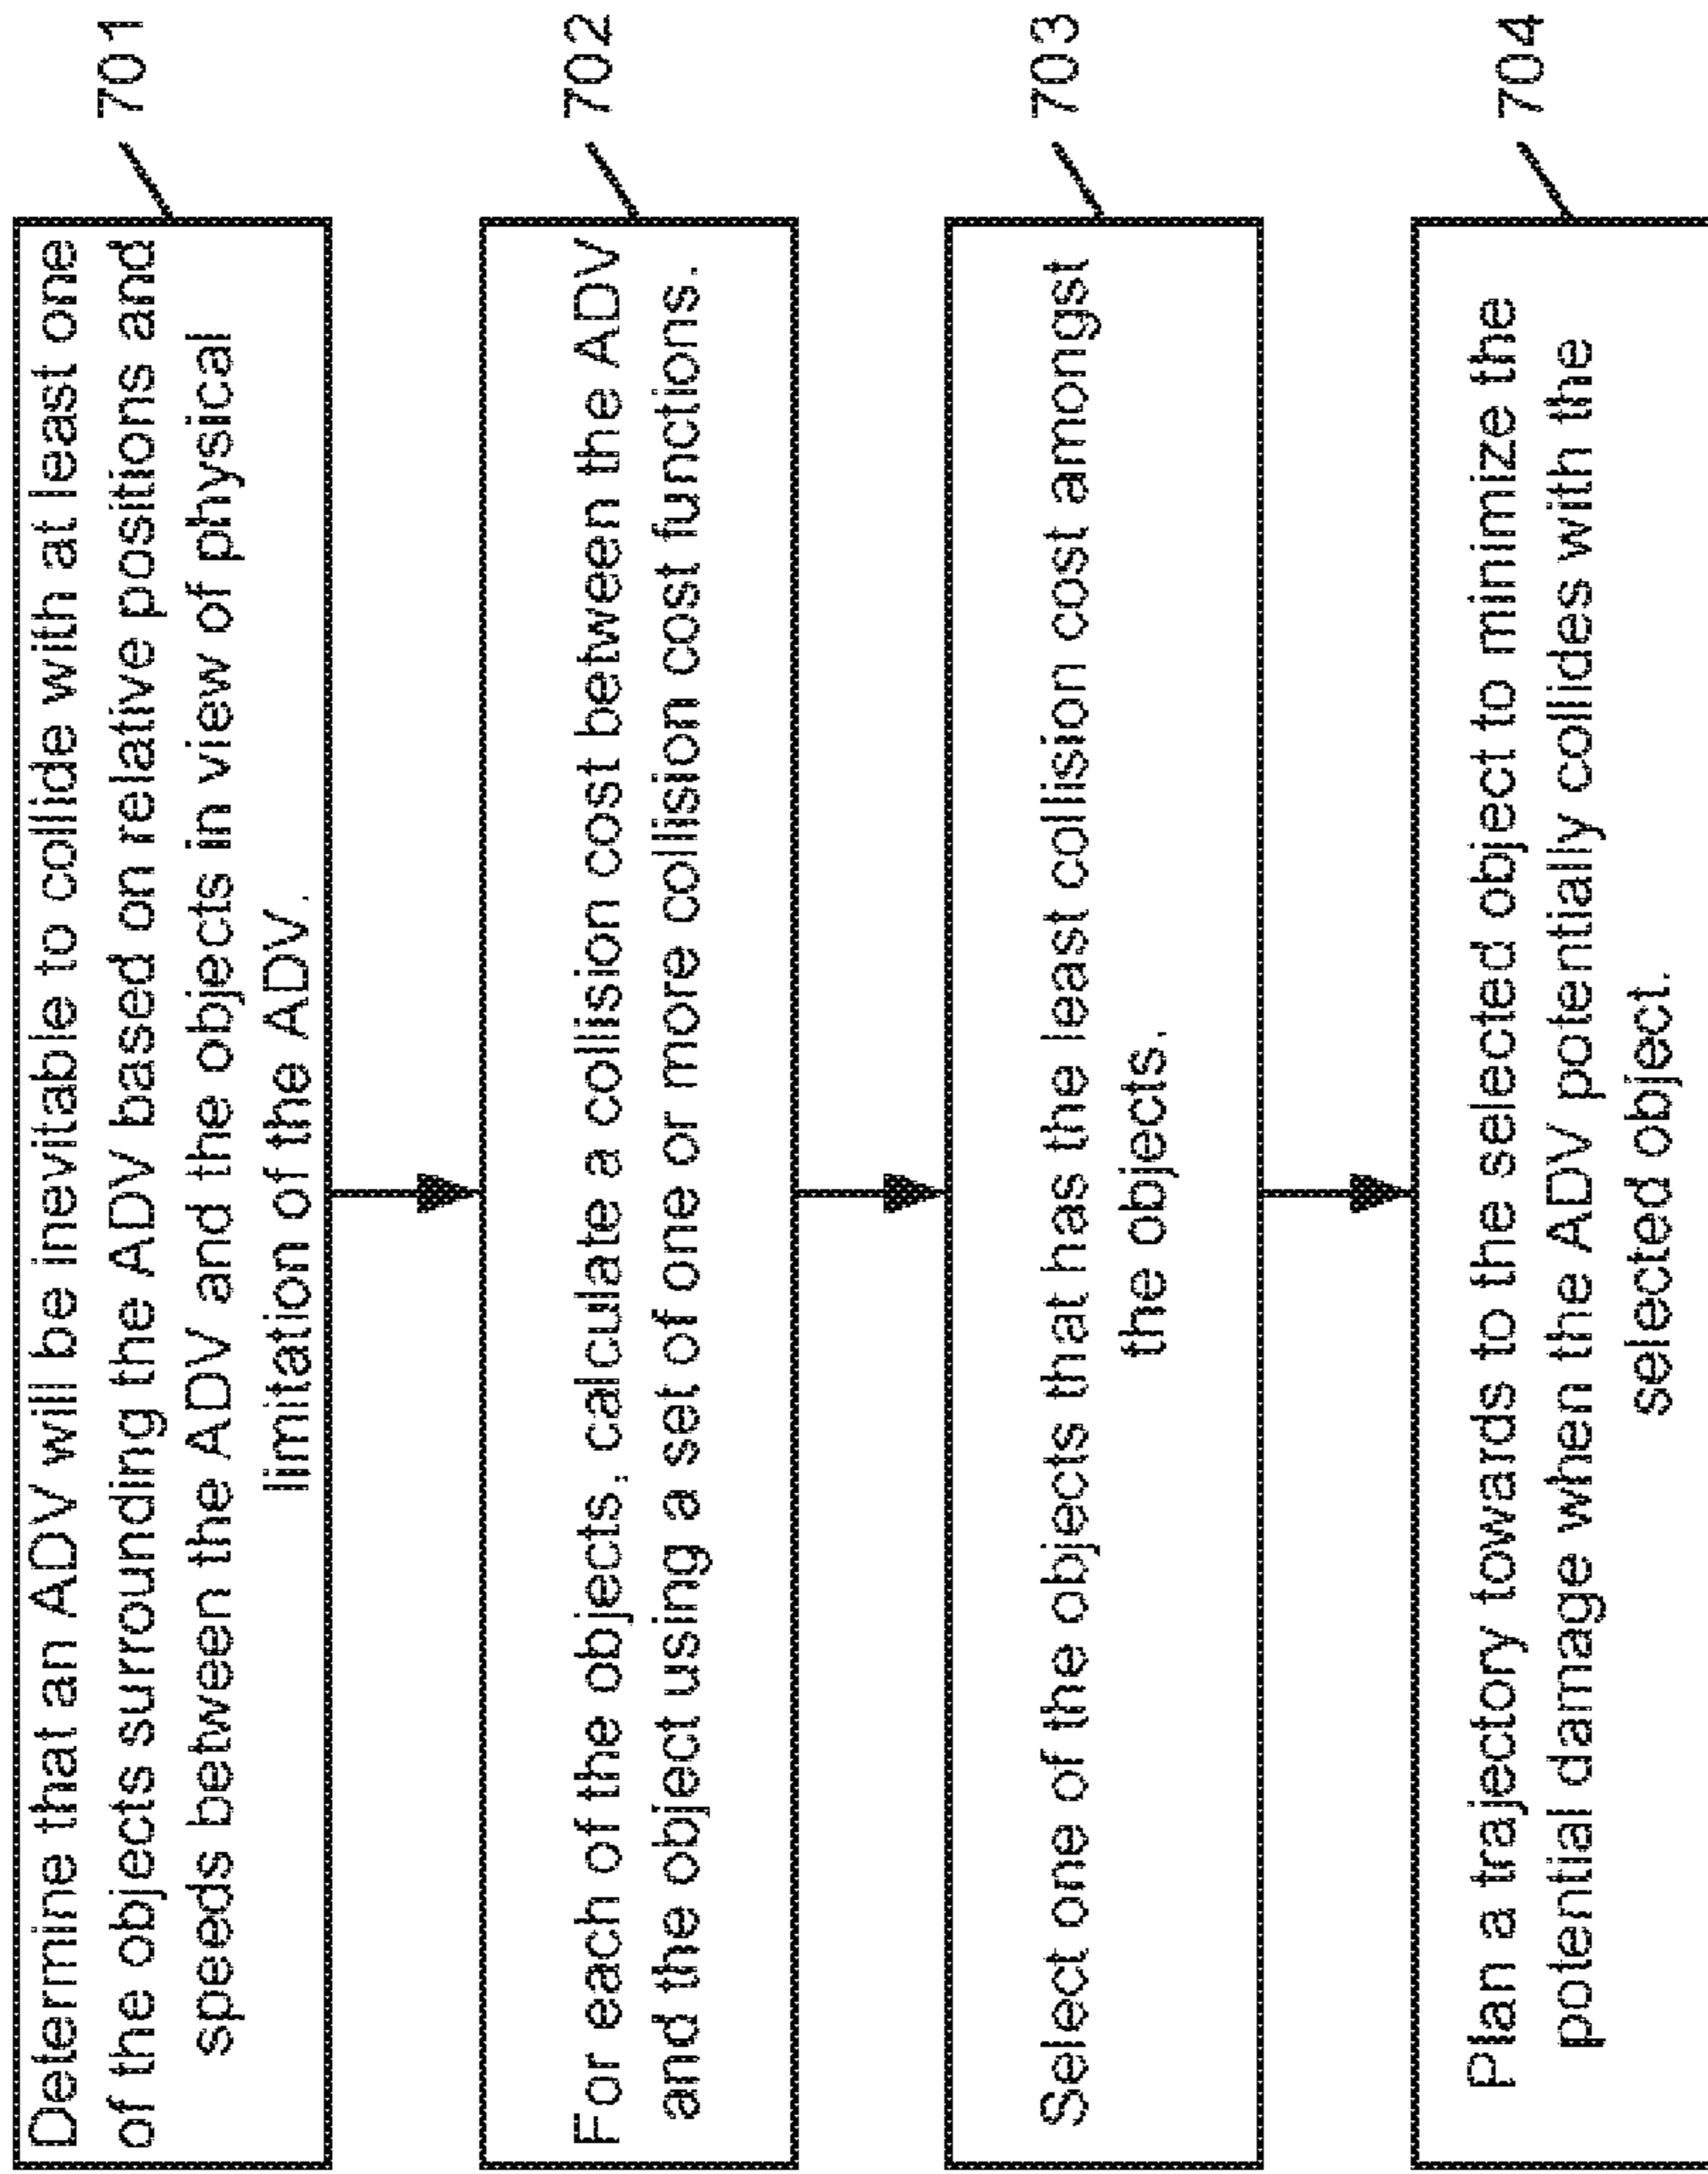 Determine that an ADV will be inevitable to collide with at least one
of the objects surrounding the ADV based on relative positions and
speeds between the ADV and the objects in view of physical
limitation of the ADV.
701
For each of the objects, calculate a collision cost between the ADV
and the object using a set of one or more collision cost functions.
702
Select one of the objects that has the least collision cost amongst
the objects.
703
Plan a trajectory towards to the selected object to minimize the
potential damage when the ADV potentially collides with the
selected object.
704